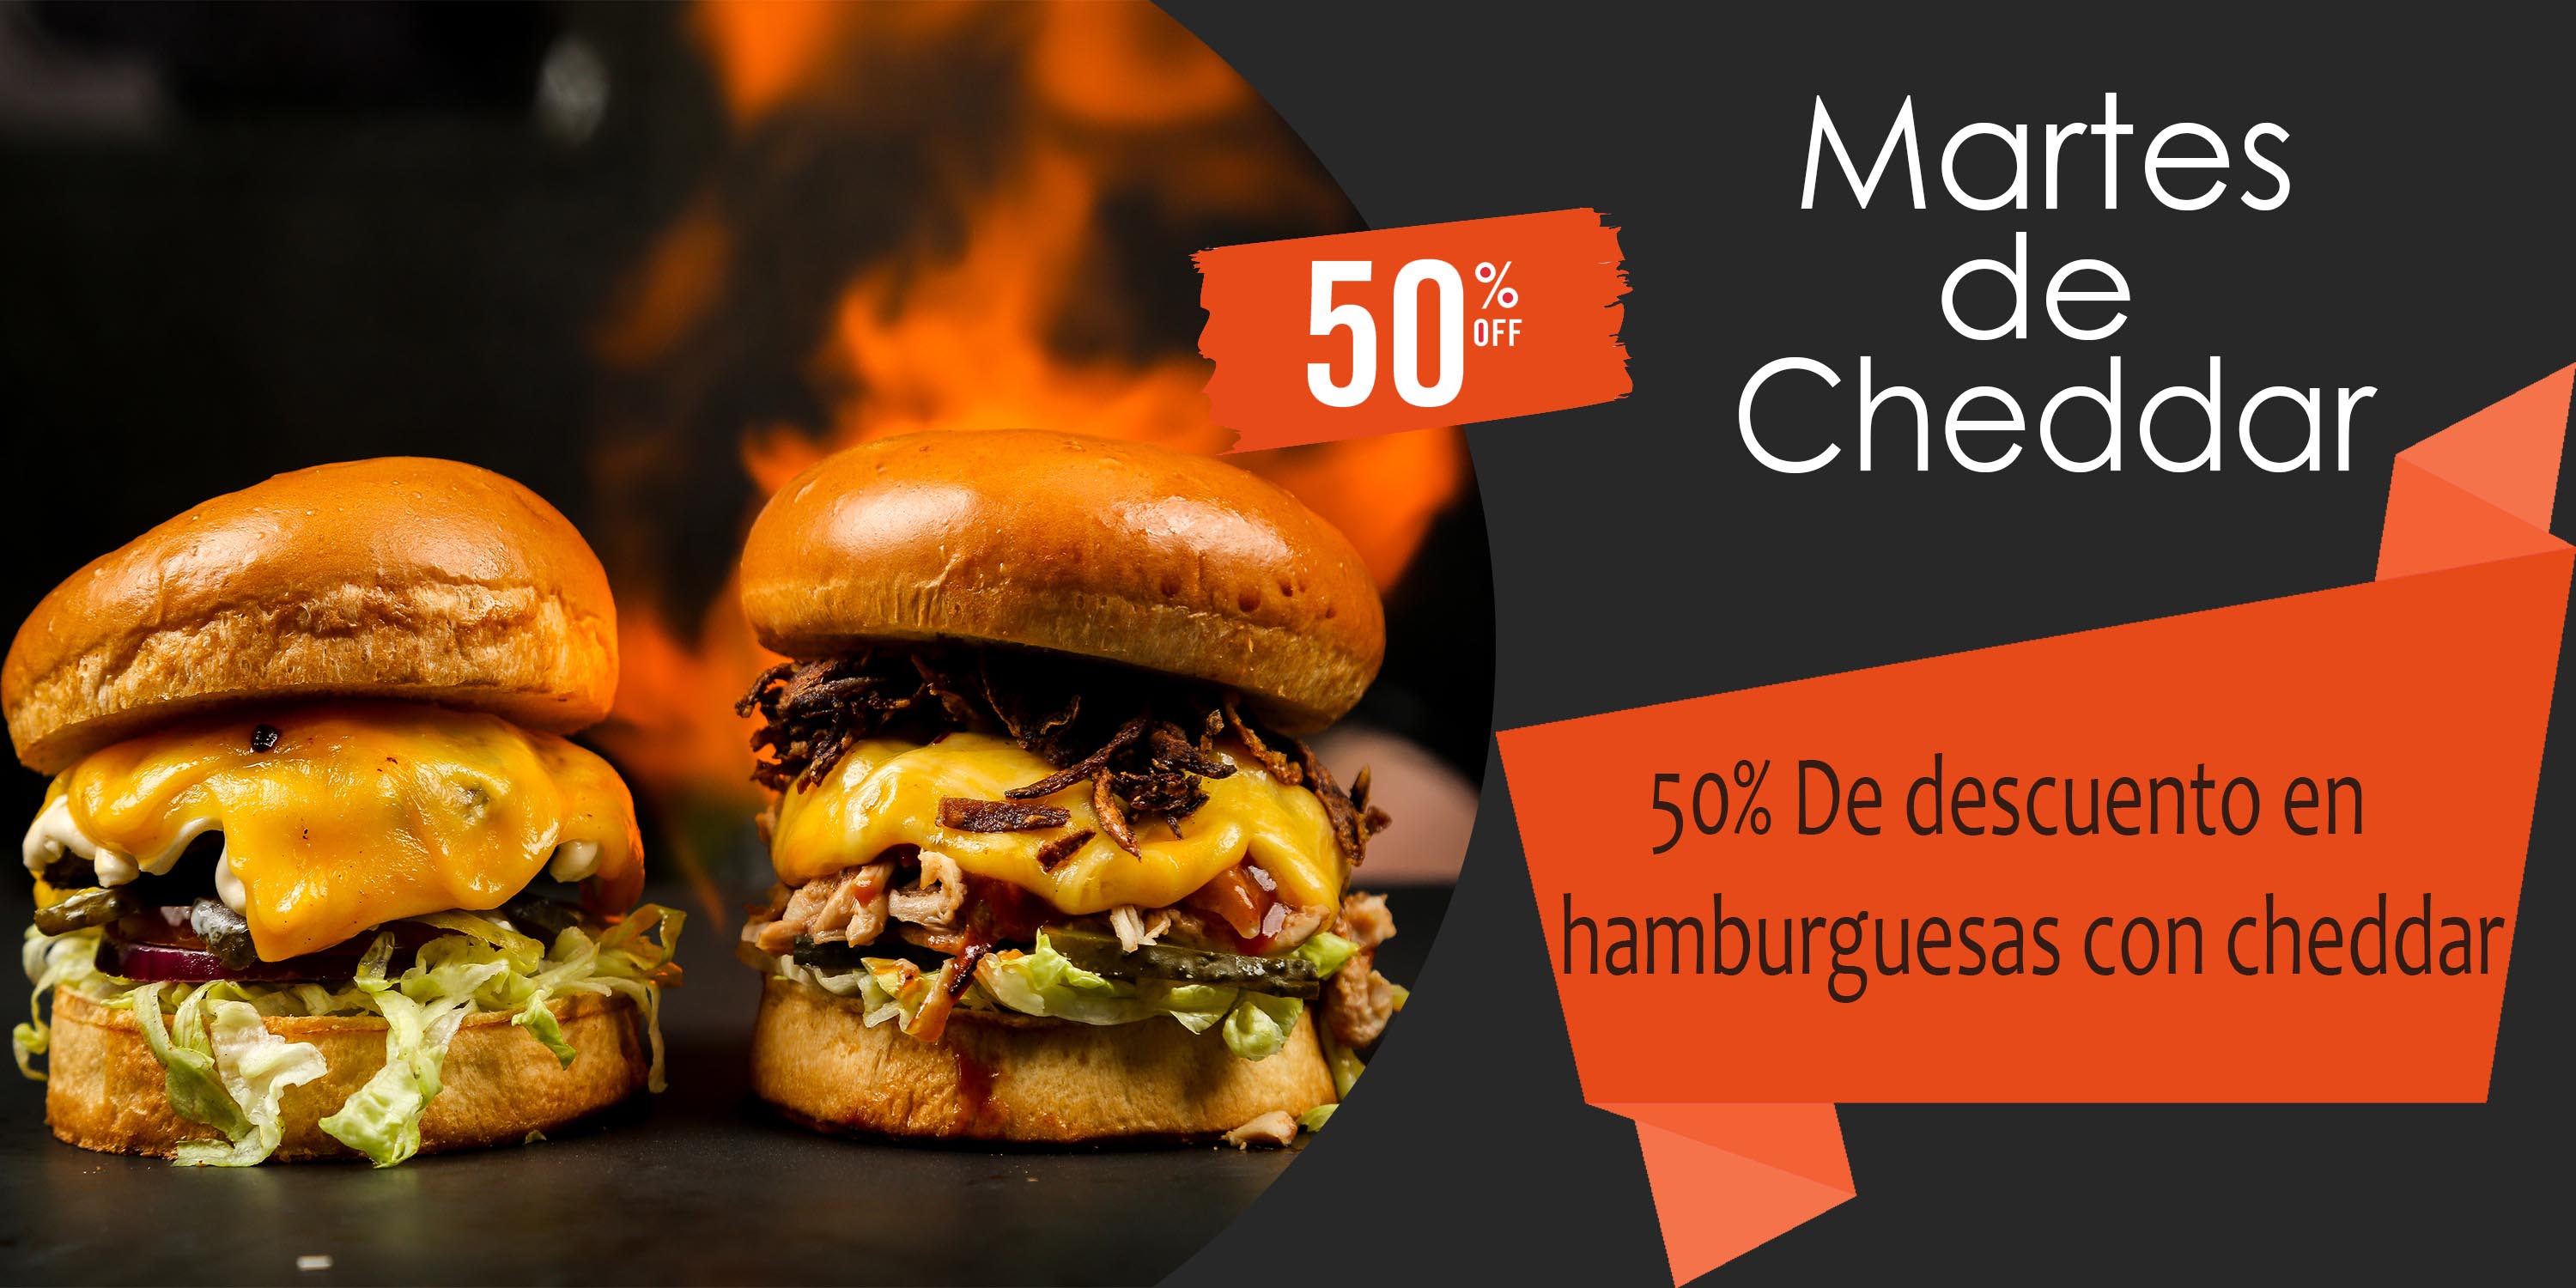 Martes
de
Cheddar
50%
OFF
50% De descuento en
hamburguesas con cheddar